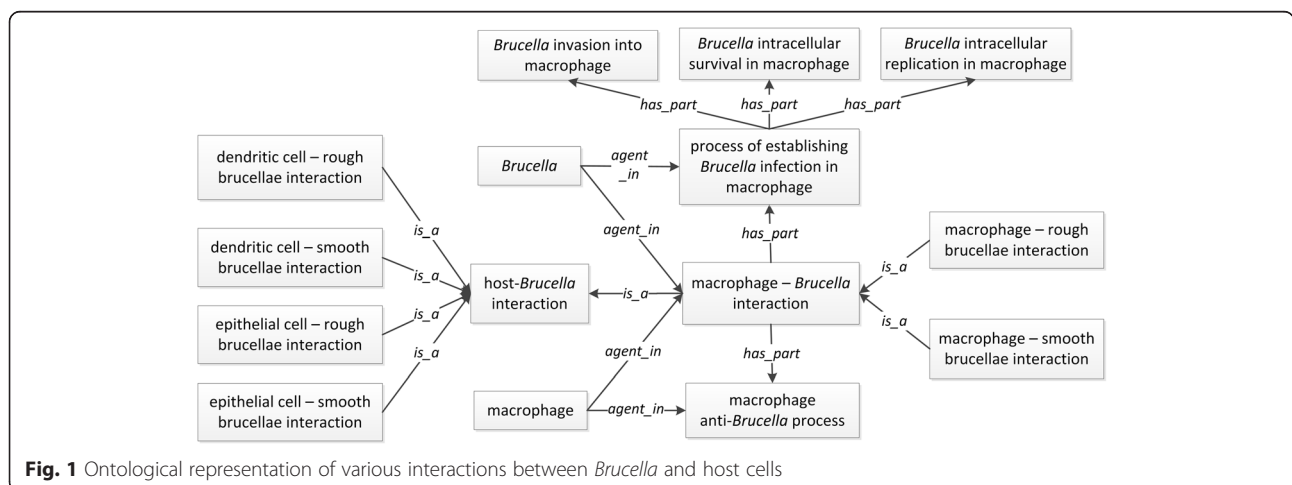 Brucella invasion into
macrophage
Brucella intracellular
survival in macrophage
Brucella intracellular
replication in macrophage
has_part
has_part
has_part
dendritic cell – rough
brucellae interaction
Brucella
agent
_in
process of establishing
Brucella infection in
macrophage
is_a
agent_in
has_part
dendritic cell – smooth
brucellae interaction
is_a
host-Brucella
interaction
is_a
macrophage – Brucella
interaction
is_a
macrophage – rough
brucellae interaction
epithelial cell – rough
brucellae interaction
is_a
is_a
agent_in
has_part
is_a
macrophage – smooth
brucellae interaction
epithelial cell – smooth
brucellae interaction
macrophage
agent_in
macrophage
anti-Brucella process
Fig. 1 Ontological representation of various interactions between Brucella and host cells